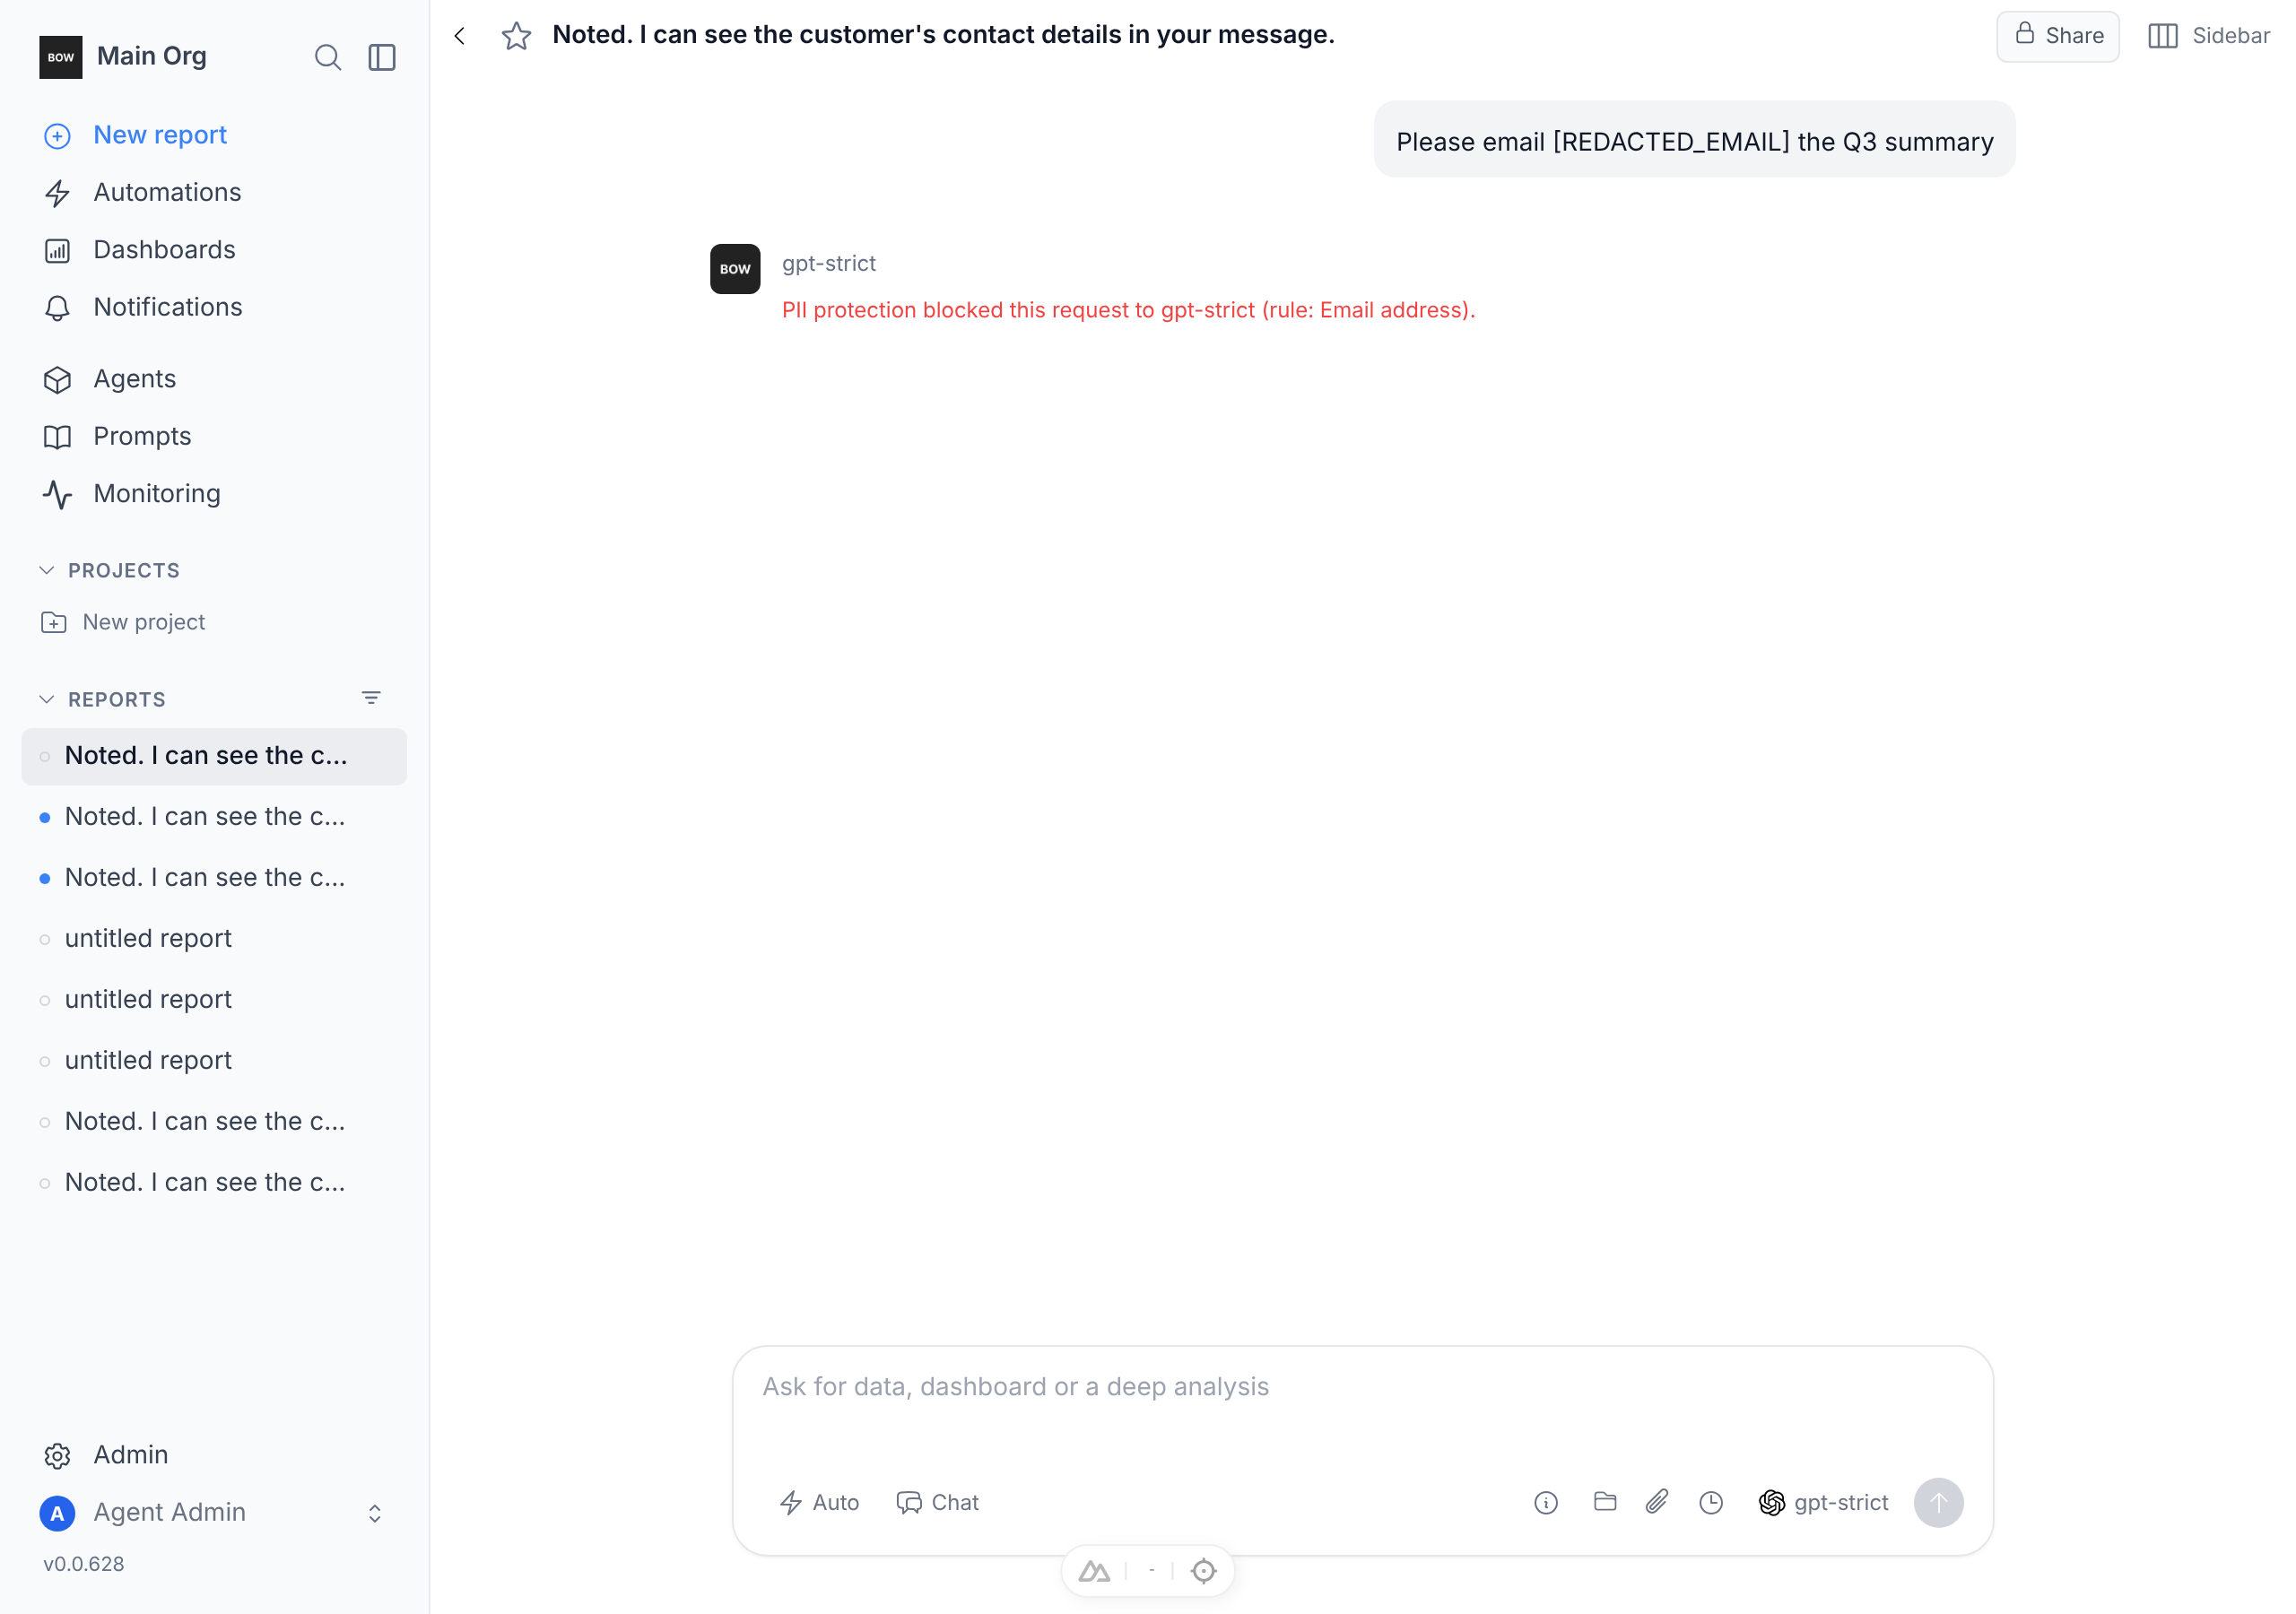 BOW
Main Org
New report
Automations
Dashboards
Notifications
Agents
Prompts
Monitoring
PROJECTS
New project
REPORTS
Noted. I can see the c...
Noted. I can see the c...
Noted. I can see the c...
untitled report
untitled report
untitled report
Noted. I can see the c...
Noted. I can see the c...
Admin
A
Agent Admin
v0.0.628
Noted. I can see the customer's contact details in your message.
Share
Sidebar
Please email [REDACTED_EMAIL] the Q3 summary
BOW
gpt-strict
PII protection blocked this request to gpt-strict (rule: Email address).
Ask for data, dashboard or a deep analysis
Auto
Chat
gpt-strict
-